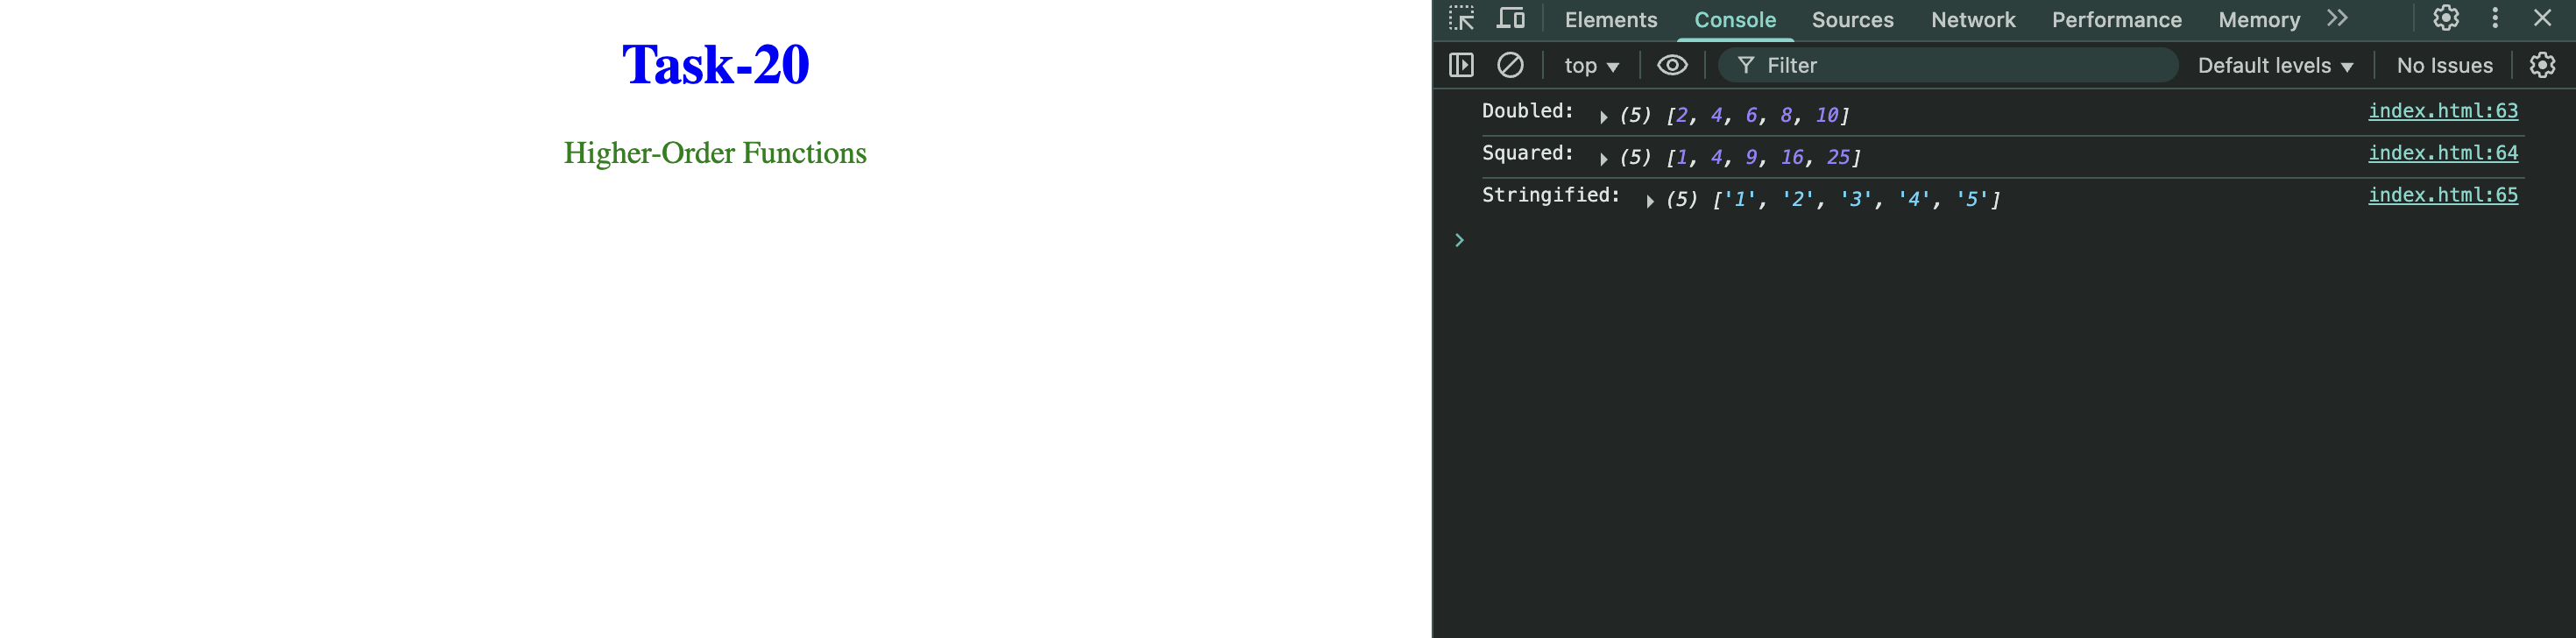 Task-20
Higher-Order Functions
Elements Console Sources Network Performance Memory
top Filter Default levels No Issues
Doubled: (5) [2, 4, 6, 8, 10] index.html:63
Squared: (5) [1, 4, 9, 16, 25] index.html:64
Stringified: (5) ['1', '2', '3', '4', '5'] index.html:65